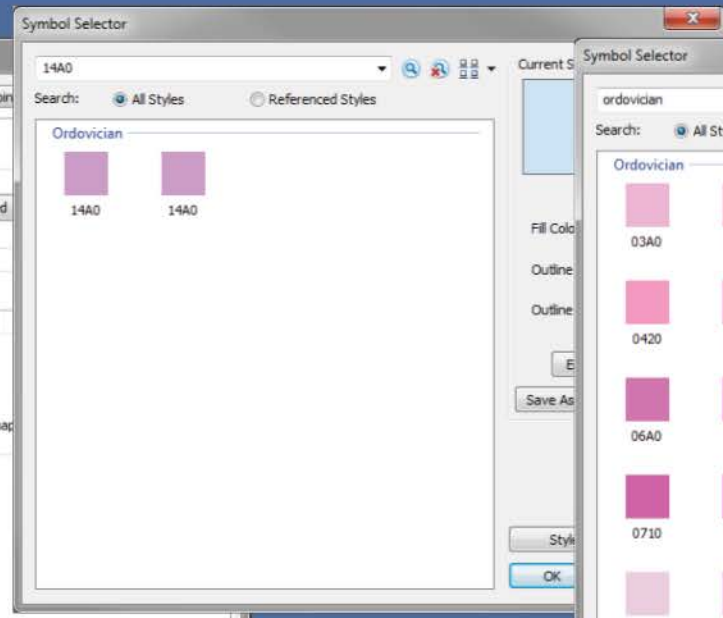 Symbol Selector
14A0
Search:
All Styles
Referenced Styles
Ordovician
14A0 14A0
Current S
Fill Colo
Outline
Outline
E
Save As
Style
OK
Symbol Selector
ordovician
Search:
All St
Ordovician
03A0
0420
06A0
0710